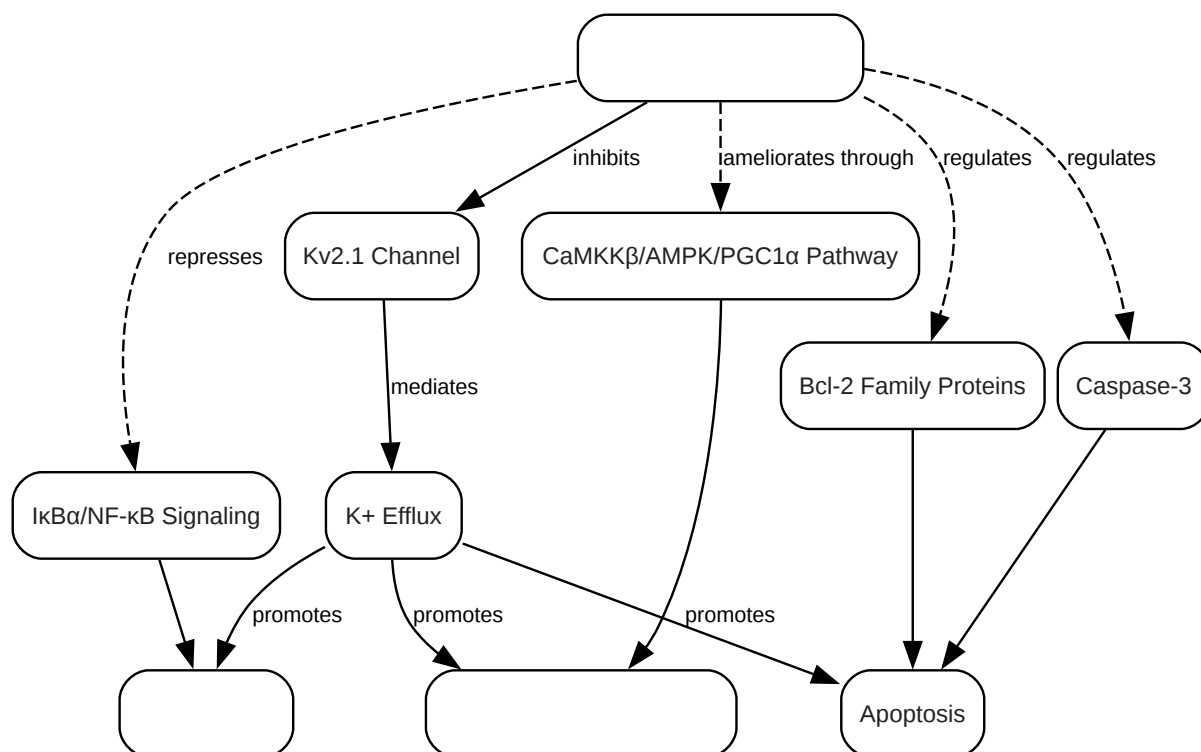 inhibits
ameliorates through
regulates
regulates
represses
Kv2.1 Channel
CaMKKβ/AMPK/PGC1α Pathway
mediates
Bcl-2 Family Proteins
Caspase-3
IκBα/NF-κB Signaling
K+ Efflux
promotes
promotes
promotes
Apoptosis